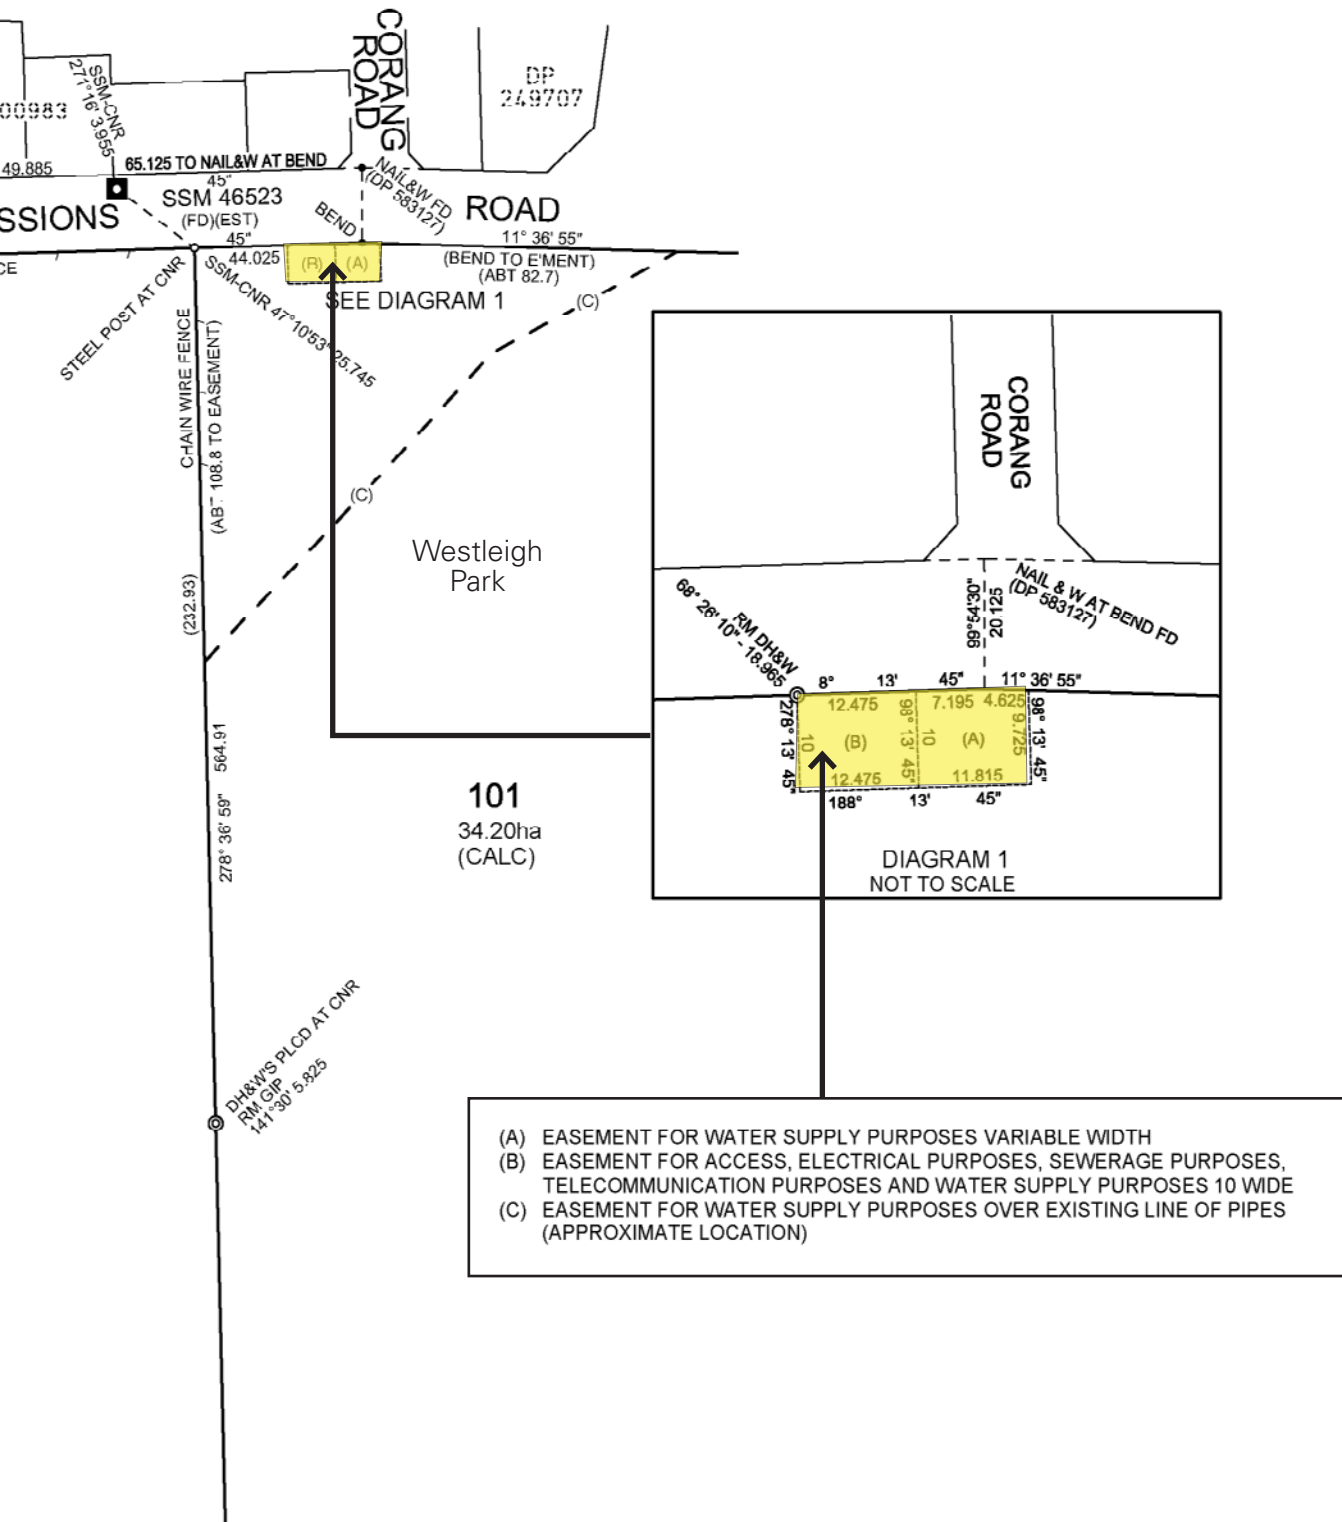 CORANG
ROAD
DP
249707
00983
SSM-CNR
271°16' 3.955
49.885
65.125 TO NAIL&W AT BEND
45"
SSM 46523
(FD)(EST)
NAIL&W FD
(DP 583127)
SSIONS
ROAD
BEND
45"
44.025
11° 36' 55"
(BEND TO E'MENT)
(ABT 82.7)
CE
(A)
SEE DIAGRAM 1
(C)
STEEL POST AT CNR
SSM-CNR 47°10'53" 25.745
CHAIN WIRE FENCE
(ABT 108.8 TO EASEMENT)
(C)
Westleigh
Park
(232.93)
278° 36' 59" 564.91
101
34.20ha
(CALC)
CORANG
ROAD
NAIL & W AT BEND FD
(DP 583127)
99°54'30"
20.125
RM DH&W
68° 26' 10" - 18.965
8° 13' 45" 11° 36' 55"
12.475 7.195 4.625
278° 13' 45"
10
(B)
98° 13' 45"
10
(A)
9.725
98° 13' 45"
12.475 11.815
188° 13' 45"
DIAGRAM 1
NOT TO SCALE
DH&W'S PLCD AT CNR
RM GIP
141°30' 5.825
(A) EASEMENT FOR WATER SUPPLY PURPOSES VARIABLE WIDTH
(B) EASEMENT FOR ACCESS, ELECTRICAL PURPOSES, SEWERAGE PURPOSES,
TELECOMMUNICATION PURPOSES AND WATER SUPPLY PURPOSES 10 WIDE
(C) EASEMENT FOR WATER SUPPLY PURPOSES OVER EXISTING LINE OF PIPES
(APPROXIMATE LOCATION)